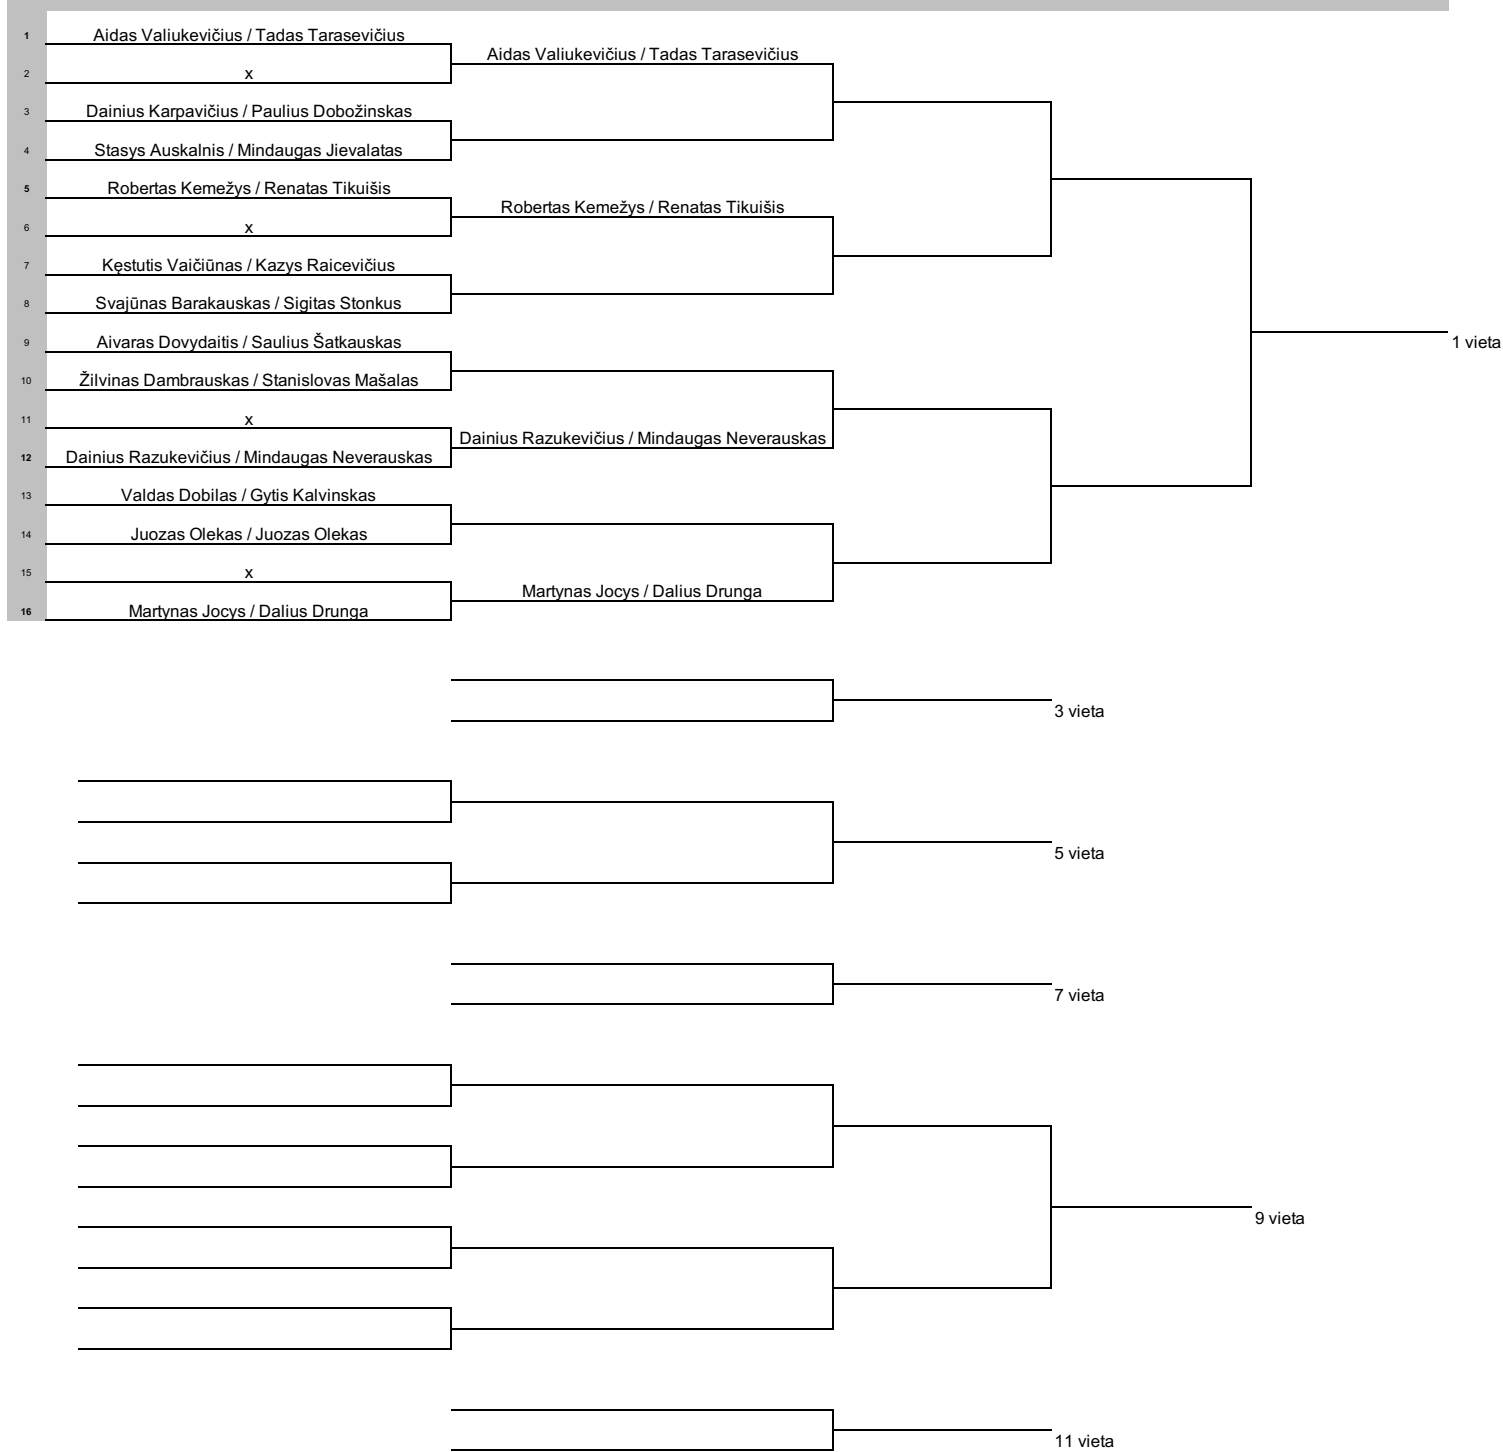 1 Aidas Valiukevičius / Tadas Tarasevičius
Aidas Valiukevičius / Tadas Tarasevičius
2 x
3 Dainius Karpavičius / Paulius Dobožinskas
4 Stasys Auskalnis / Mindaugas Jievalatas
5 Robertas Kemežys / Renatas Tikuišis
Robertas Kemežys / Renatas Tikuišis
6 x
7 Kęstutis Vaičiūnas / Kazys Raicevičius
8 Svajūnas Barakauskas / Sigitas Stonkus
9 Aivaras Dovydaitis / Saulius Šatkauskas
1 vieta
10 Žilvinas Dambrauskas / Stanislovas Mašalas
11 x
Dainius Razukevičius / Mindaugas Neverauskas
12 Dainius Razukevičius / Mindaugas Neverauskas
13 Valdas Dobilas / Gytis Kalvinskas
14 Juozas Olekas / Juozas Olekas
15 x
Martynas Jocys / Dalius Drunga
16 Martynas Jocys / Dalius Drunga
3 vieta
5 vieta
7 vieta
9 vieta
11 vieta